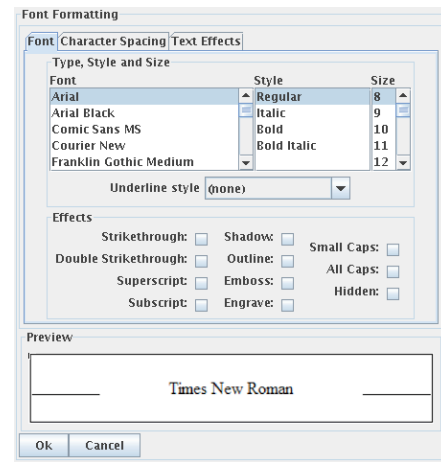 Font Formatting
Font Character Spacing Text Effects
Type, Style and Size
Font Style Size
Arial Regular 8
Arial Black Italic 9
Comic Sans MS Bold 10
Courier New Bold Italic 11
Franklin Gothic Medium 12
Underline style (none)
Effects
Strikethrough: Shadow: Small Caps:
Double Strikethrough: Outline: All Caps:
Superscript: Emboss: Hidden:
Subscript: Engrave:
Preview
Times New Roman
Ok Cancel